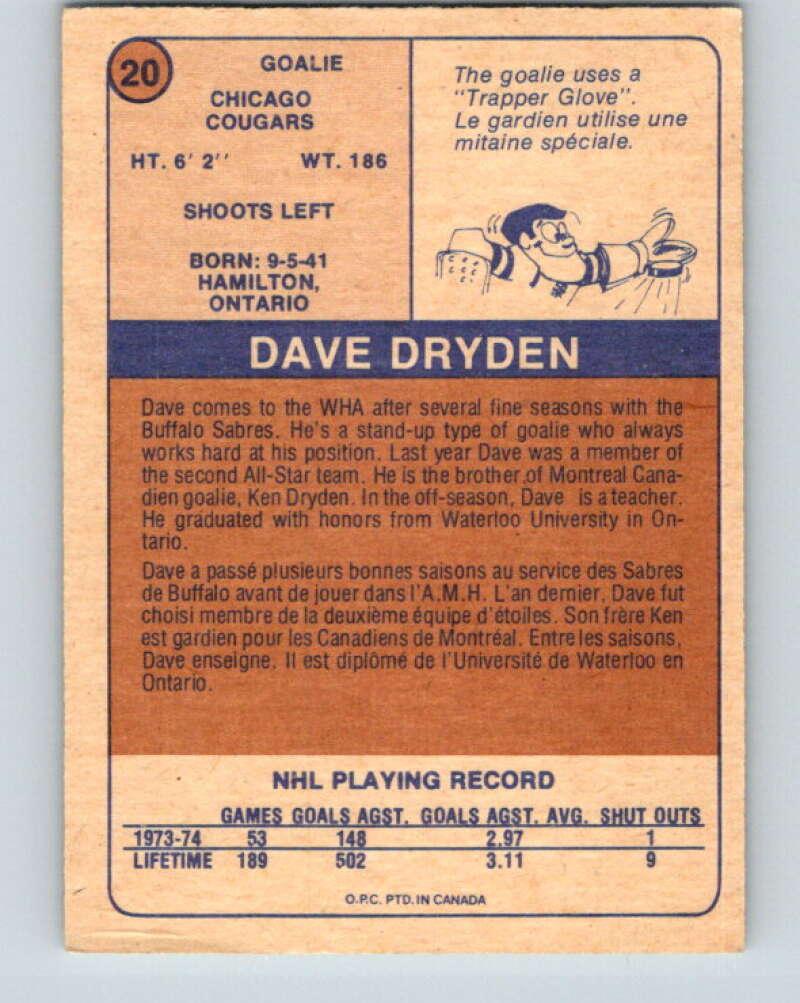 20
GOALIE
CHICAGO
COUGARS
HT. 6' 2'' WT. 186
SHOOTS LEFT
BORN: 9-5-41
HAMILTON,
ONTARIO
The goalie uses a
"Trapper Glove".
Le gardien utilise une
mitaine spéciale.
DAVE DRYDEN
Dave comes to the WHA after several fine seasons with the
Buffalo Sabres. He's a stand-up type of goalie who always
works hard at his position. Last year Dave was a member of
the second All-Star team. He is the brother of Montreal Cana-
dien goalie, Ken Dryden. In the off-season, Dave is a teacher.
He graduated with honors from Waterloo University in On-
tario.
Dave a passé plusieurs bonnes saisons au service des Sabres
de Buffalo avant de jouer dans l'A.M.H. L'an dernier, Dave fut
choisi membre de la deuxième équipe d'étoiles. Son frère Ken
est gardien pour les Canadiens de Montréal. Entre les saisons,
Dave enseigne. Il est diplômé de l'Université de Waterloo en
Ontario.
NHL PLAYING RECORD
GAMES GOALS AGST. GOALS AGST. AVG. SHUT OUTS
1973-74 53 148 2.97 1
LIFETIME 189 502 3.11 9
O.P.C. PTD. IN CANADA